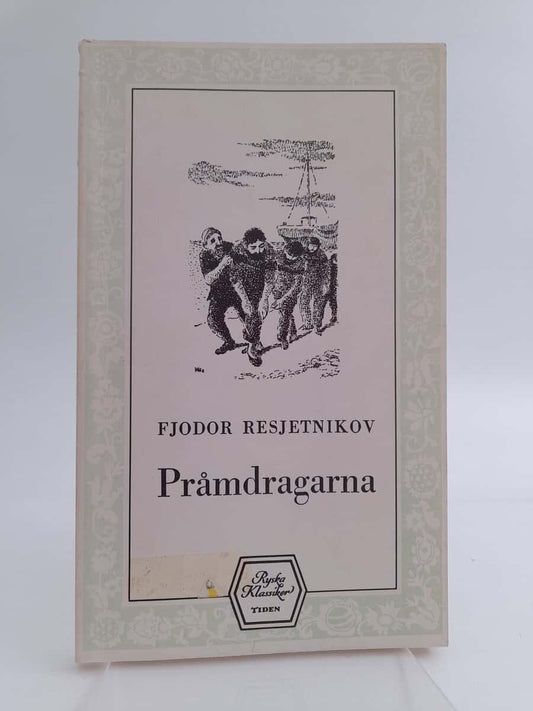 FJODOR RESJETNIKOV
Pråmdragarna
Ryska
Klassiker
TIDEN